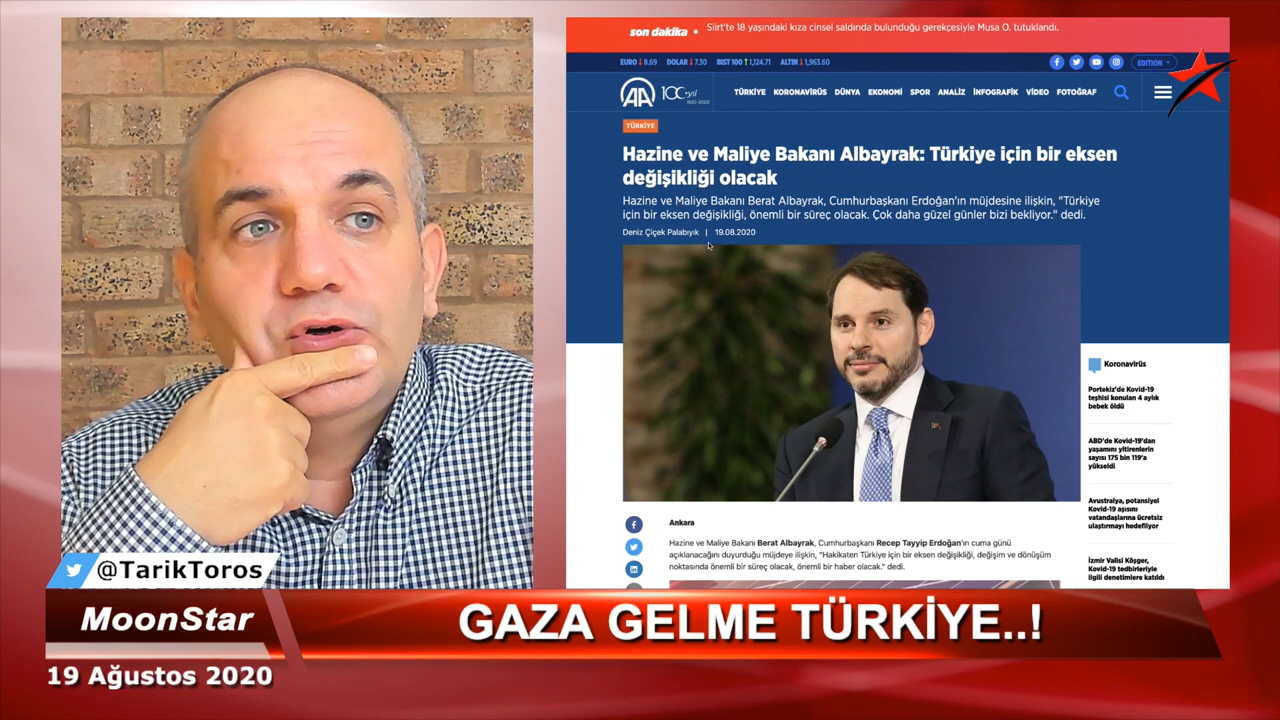 son dakika • Siirt'te 18 yaşındaki kıza cinsel saldırıda bulunduğu gerekçesiyle Musa O. tutuklandı.
EURO 8.69 DOLAR 7.30 BIST 100 1,124.71 ALTIN 1,963.60
EDITION
AA 100.yıl
1920-2020
TÜRKİYE KORONAVİRÜS DÜNYA EKONOMİ SPOR ANALİZ İNFOGRAFİK VİDEO FOTOĞRAF
TÜRKİYE
Hazine ve Maliye Bakanı Albayrak: Türkiye için bir eksen
değişikliği olacak
Hazine ve Maliye Bakanı Berat Albayrak, Cumhurbaşkanı Erdoğan'ın müjdesine ilişkin, "Türkiye
için bir eksen değişikliği, önemli bir süreç olacak. Çok daha güzel günler bizi bekliyor." dedi.
Deniz Çiçek Palabıyık | 19.08.2020
Koronavirüs
Portekiz'de Kovid-19
teşhisi konulan 4 aylık
bebek öldü
ABD'de Kovid-19'dan
yaşamını yitirenlerin
sayısı 175 bin 119'a
yükseldi
Avustralya, potansiyel
Kovid-19 aşısını
vatandaşlarına ücretsiz
ulaştırmayı hedefliyor
İzmir Valisi Köşger,
Kovid-19 tedbirleriyle
ilgili denetimlere katıldı
Ankara
Hazine ve Maliye Bakanı Berat Albayrak, Cumhurbaşkanı Recep Tayyip Erdoğan'ın cuma günü
açıklanacağını duyurduğu müjdeye ilişkin, "Hakikaten Türkiye için bir eksen değişikliği, değişim ve dönüşüm
noktasında önemli bir süreç olacak, önemli bir haber olacak." dedi.
@TarikToros
MoonStar
GAZA GELME TÜRKİYE..!
19 Ağustos 2020